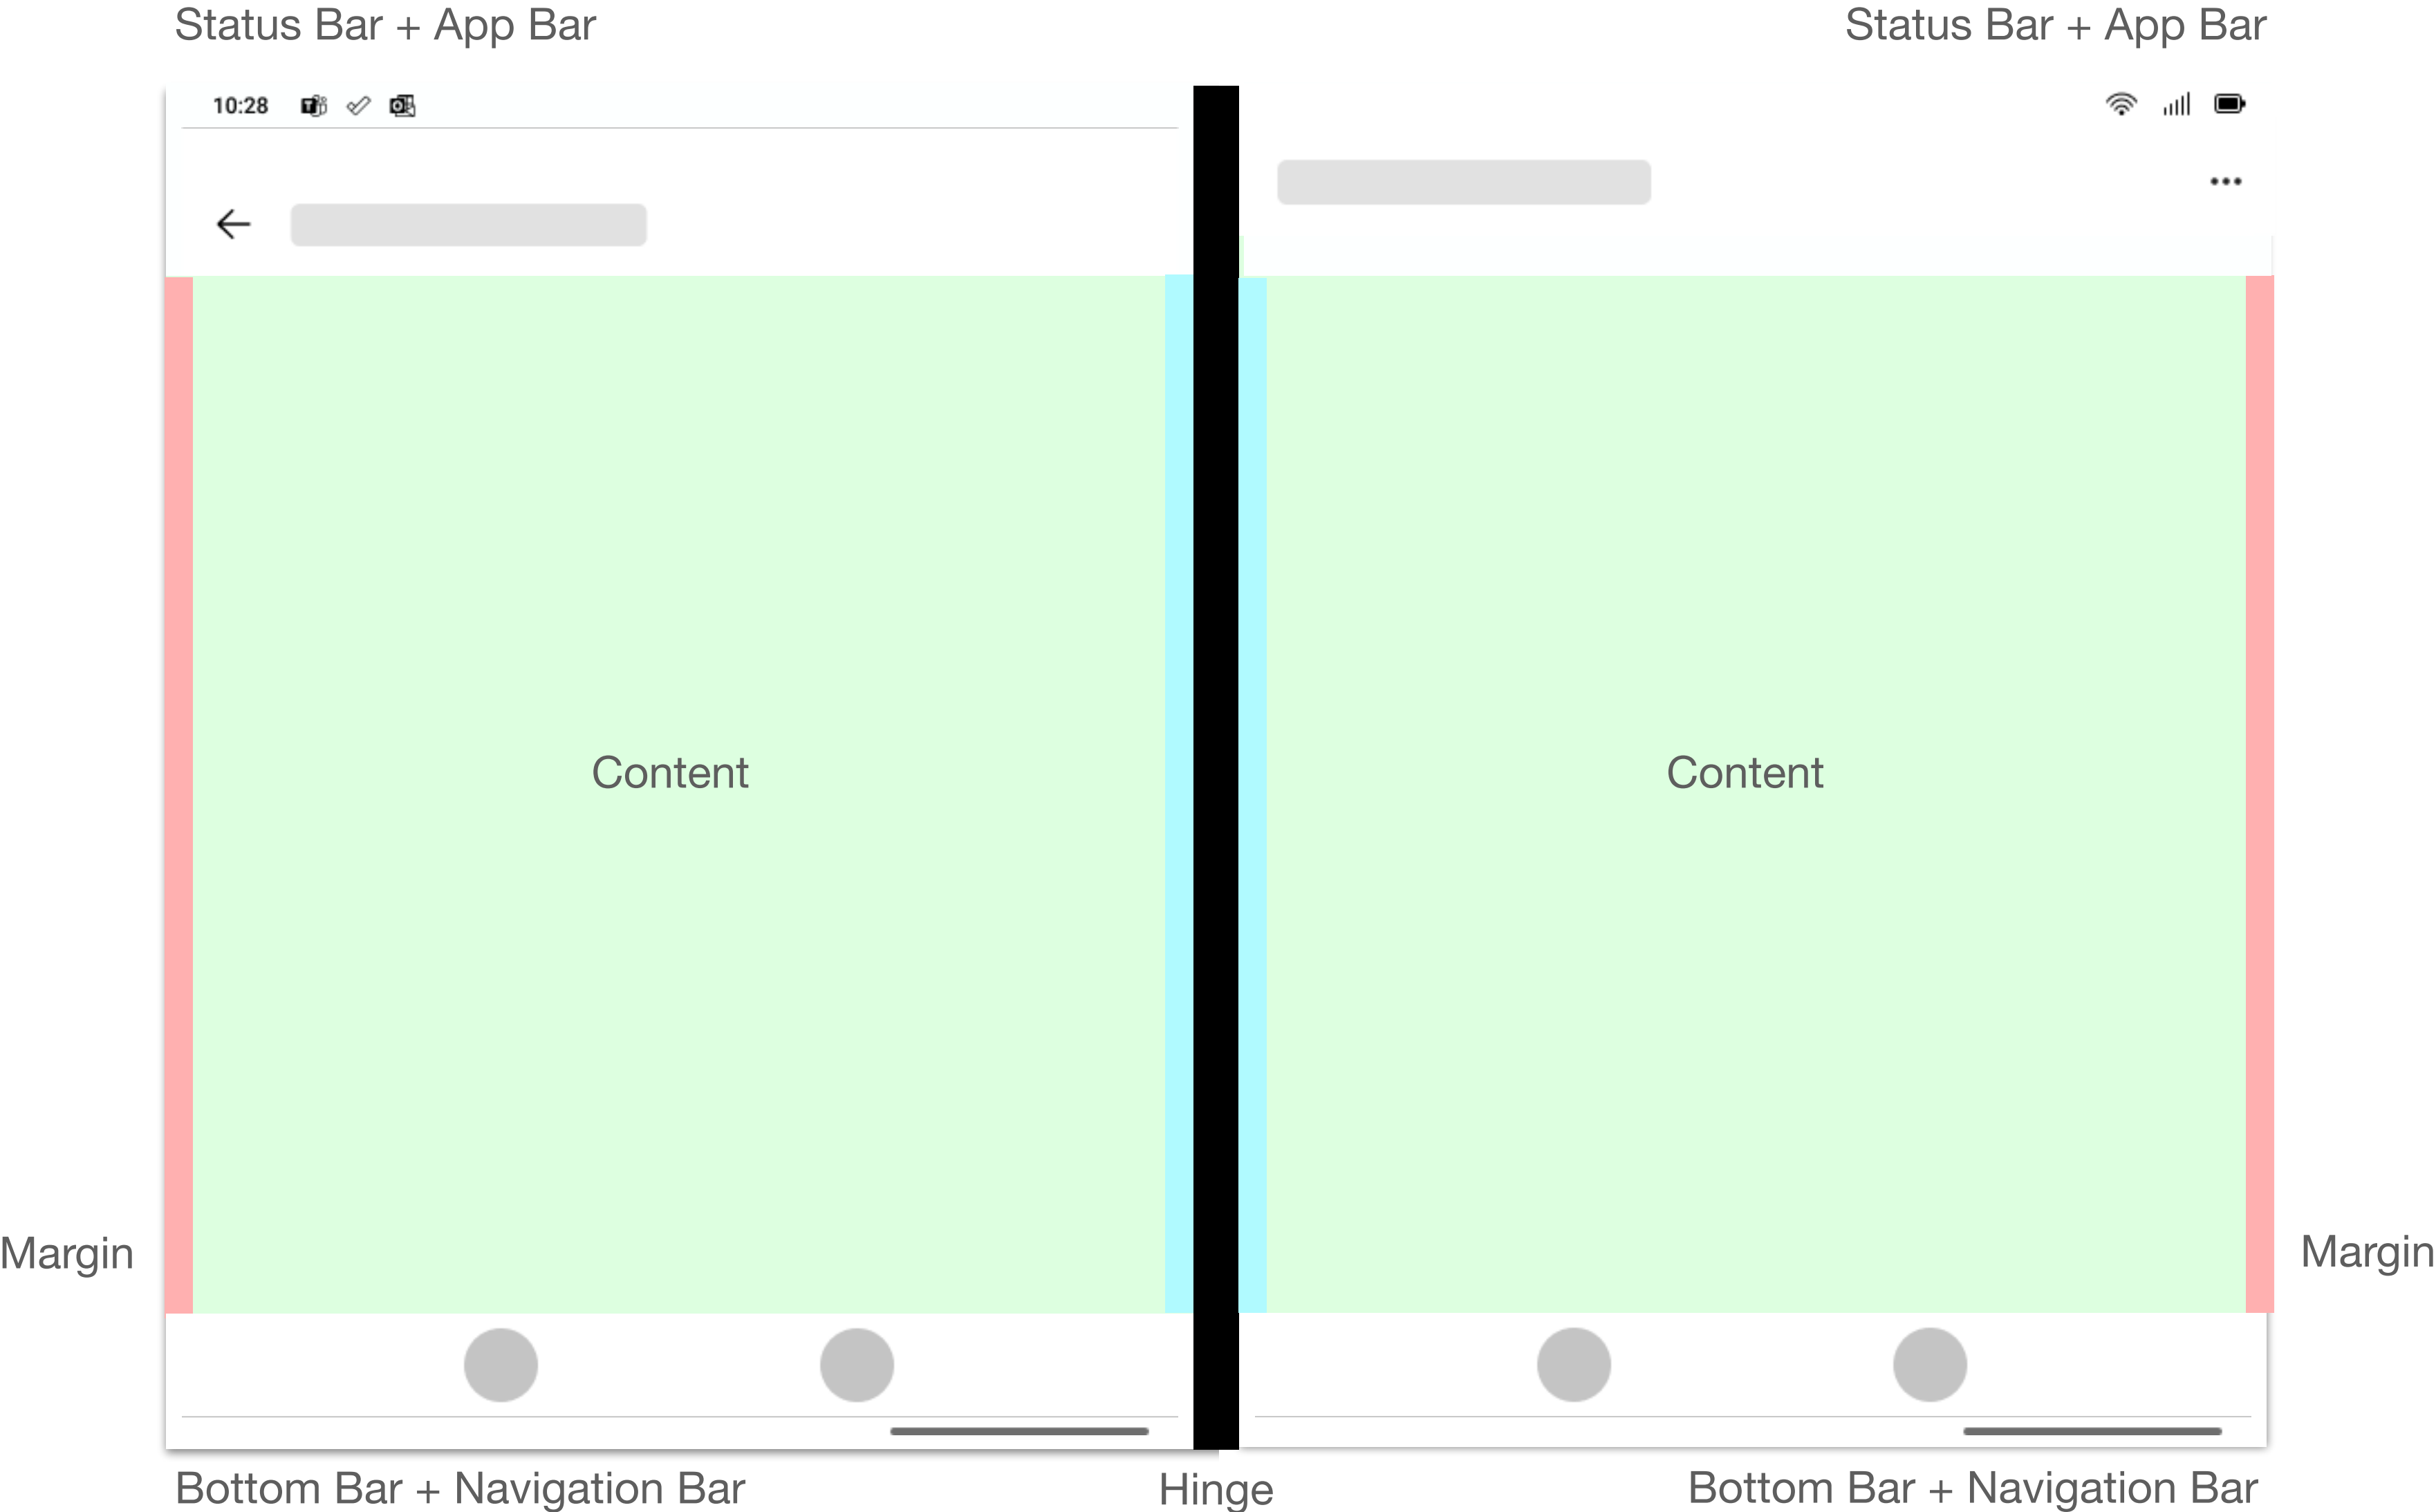 Status Bar + App Bar
Status Bar + App Bar
10:28
Content
Content
Margin
Margin
Bottom Bar + Navigation Bar
Hinge
Bottom Bar + Navigation Bar